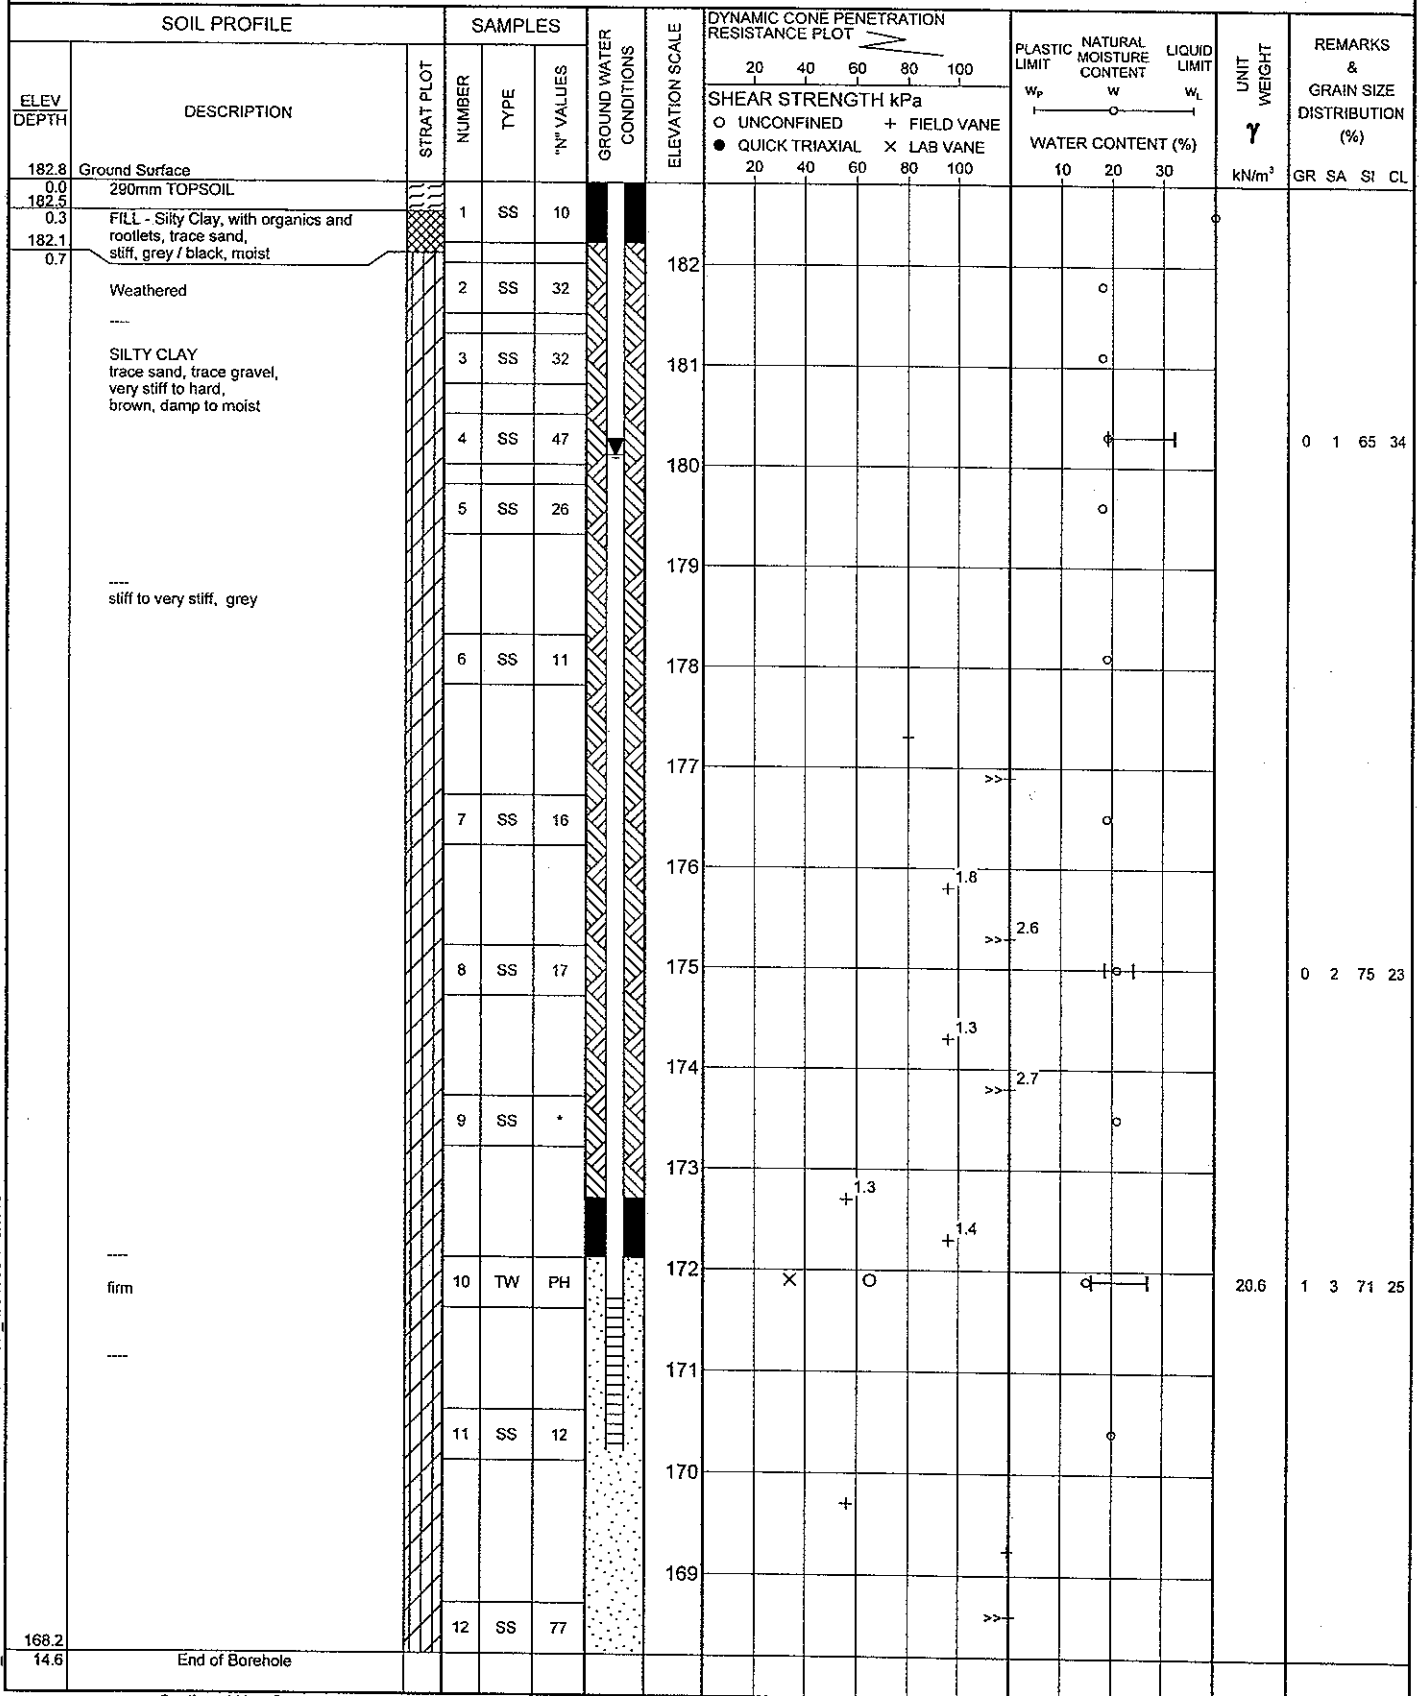 SOIL PROFILE
SAMPLES
GROUND WATER CONDITIONS
ELEVATION SCALE
DYNAMIC CONE PENETRATION
RESISTANCE PLOT
20 40 60 80 100
SHEAR STRENGTH kPa
O UNCONFINED + FIELD VANE
● QUICK TRIAXIAL × LAB VANE
20 40 60 80 100
PLASTIC LIMIT
NATURAL MOISTURE CONTENT
LIQUID LIMIT
WP W WL
WATER CONTENT (%)
10 20 30
UNIT WEIGHT
γ
kN/m³
REMARKS
&
GRAIN SIZE
DISTRIBUTION
(%)
GR SA SI CL
ELEV
DEPTH
DESCRIPTION
STRAT PLOT
NUMBER
TYPE
"N" VALUES
182.8 Ground Surface
0.0 290mm TOPSOIL
182.5
0.3 FILL - Silty Clay, with organics and
rootlets, trace sand,
182.1 stiff, grey / black, moist
0.7
1 SS 10
182
Weathered
2 SS 32
----
SILTY CLAY
trace sand, trace gravel,
very stiff to hard,
brown, damp to moist
3 SS 32
181
4 SS 47
0 1 65 34
180
5 SS 26
179
----
stiff to very stiff, grey
6 SS 11
178
177
>>
7 SS 16
176
1.8
>> 2.6
8 SS 17
175
0 2 75 23
1.3
174
>> 2.7
9 SS *
173
1.3
1.4
----
172
firm
10 TW PH
20.6
1 3 71 25
----
171
11 SS 12
170
169
>>
12 SS 77
168.2
14.6 End of Borehole